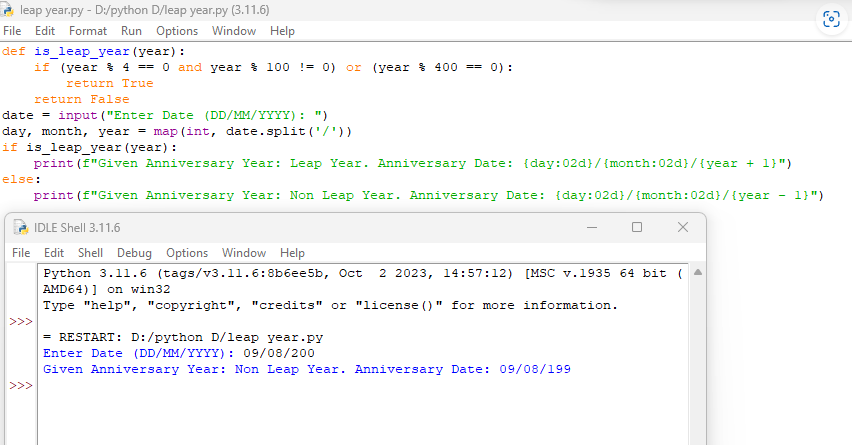 leap year.py - D:/python D/leap year.py (3.11.6)
File Edit Format Run Options Window Help
def is_leap_year(year):
    if (year % 4 == 0 and year % 100 != 0) or (year % 400 == 0):
        return True
    return False
date = input("Enter Date (DD/MM/YYYY): ")
day, month, year = map(int, date.split('/'))
if is_leap_year(year):
    print(f"Given Anniversary Year: Leap Year. Anniversary Date: {day:02d}/{month:02d}/{year + 1}")
else:
    print(f"Given Anniversary Year: Non Leap Year. Anniversary Date: {day:02d}/{month:02d}/{year - 1}")
IDLE Shell 3.11.6
File Edit Shell Debug Options Window Help
Python 3.11.6 (tags/v3.11.6:8b6ee5b, Oct  2 2023, 14:57:12) [MSC v.1935 64 bit (
AMD64)] on win32
Type "help", "copyright", "credits" or "license()" for more information.
>>>
= RESTART: D:/python D/leap year.py
Enter Date (DD/MM/YYYY): 09/08/200
Given Anniversary Year: Non Leap Year. Anniversary Date: 09/08/199
>>>